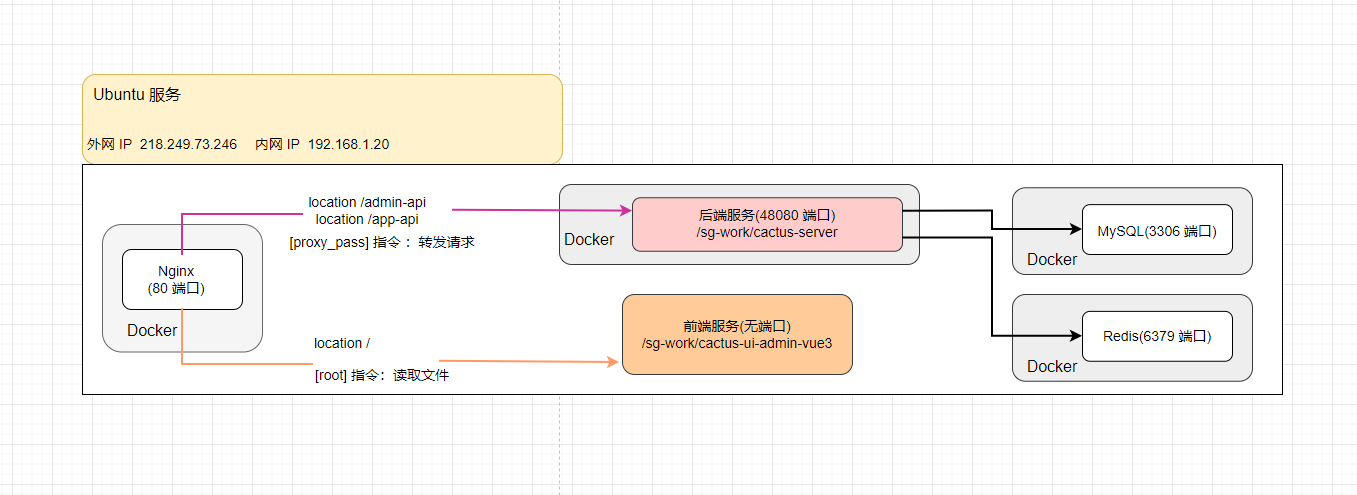 Ubuntu 服务
外网 IP 218.249.73.246 内网 IP 192.168.1.20
location /admin-api
location /app-api
[proxy_pass] 指令 ：转发请求
Nginx
(80 端口)
Docker
location /
[root] 指令：读取文件
Docker
后端服务(48080 端口)
/sg-work/cactus-server
前端服务(无端口)
/sg-work/cactus-ui-admin-vue3
MySQL(3306 端口)
Docker
Redis(6379 端口)
Docker